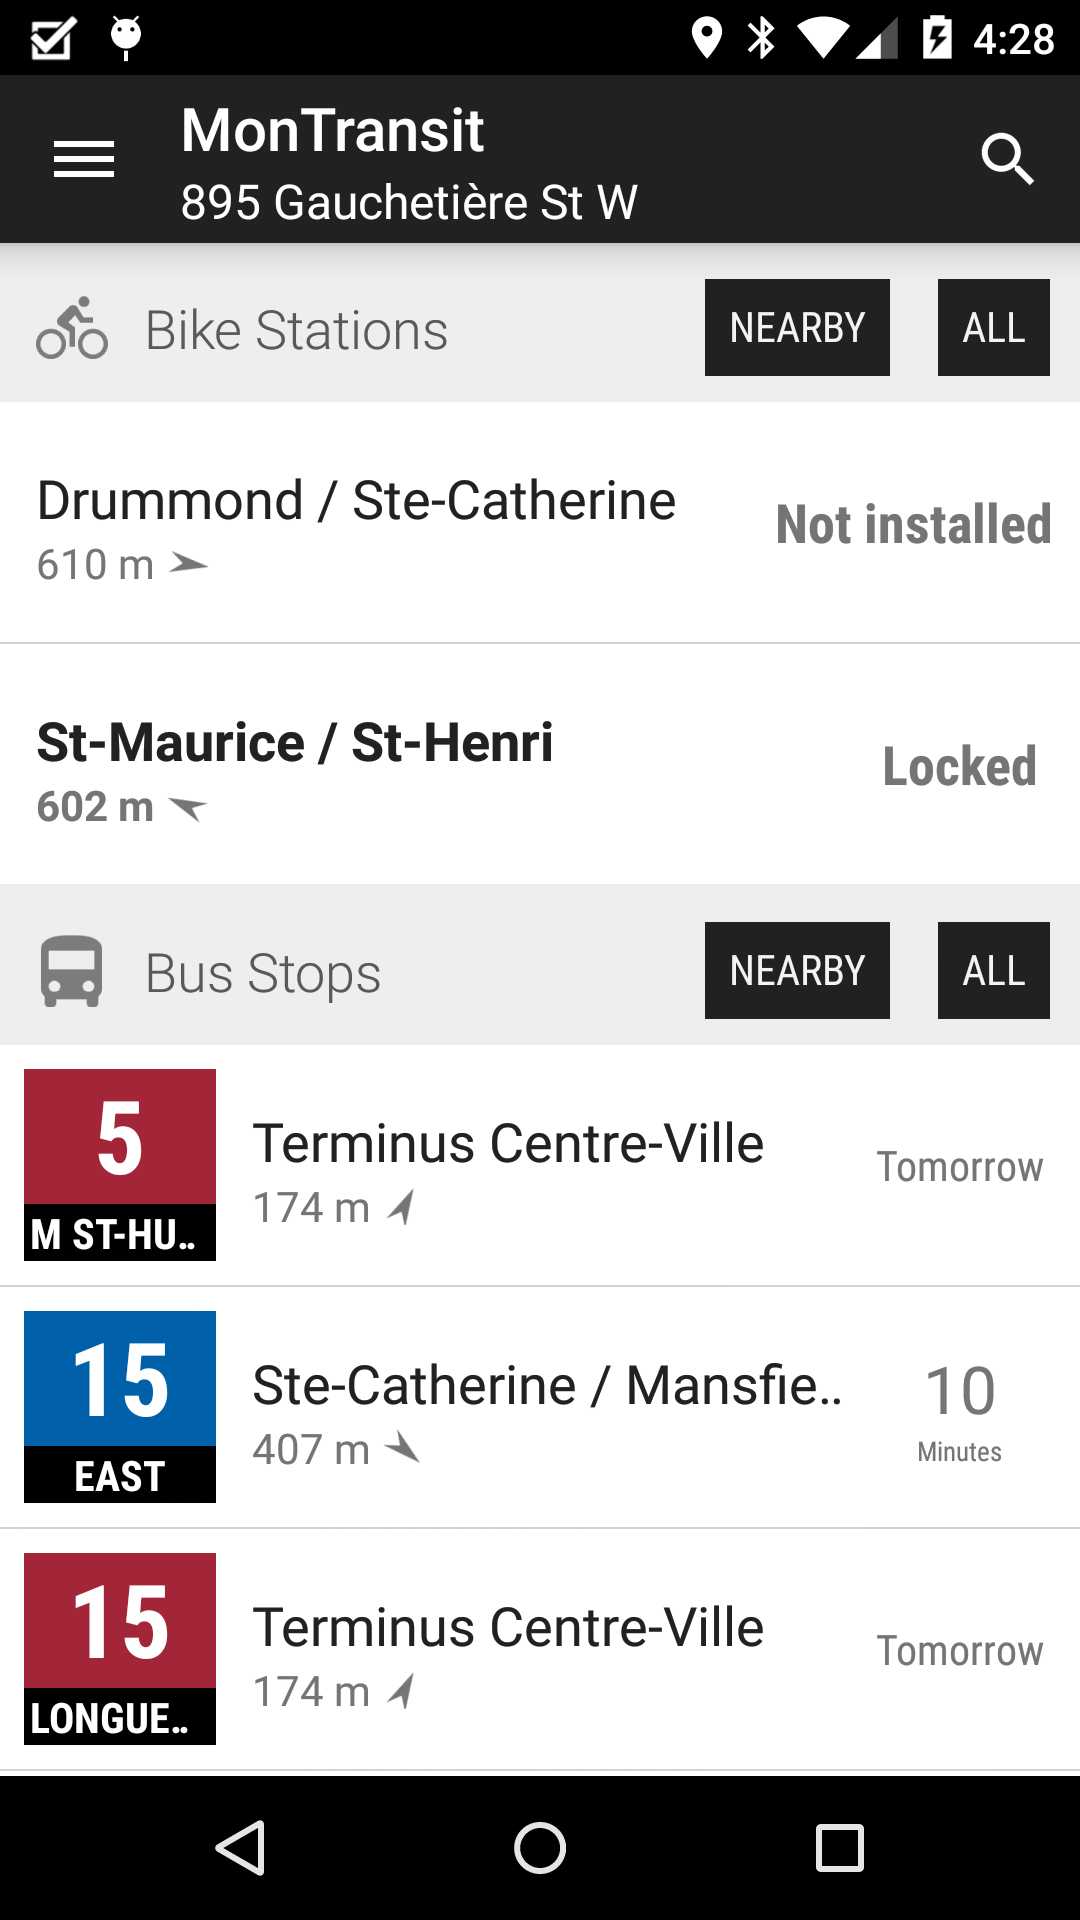 4:28
MonTransit
895 Gauchetière St W
Bike Stations NEARBY ALL
Drummond / Ste-Catherine
610 m
Not installed
St-Maurice / St-Henri
602 m
Locked
Bus Stops NEARBY ALL
5
M ST-HU..
Terminus Centre-Ville
174 m
Tomorrow
15
EAST
Ste-Catherine / Mansfie..
407 m
10
Minutes
15
LONGUE..
Terminus Centre-Ville
174 m
Tomorrow